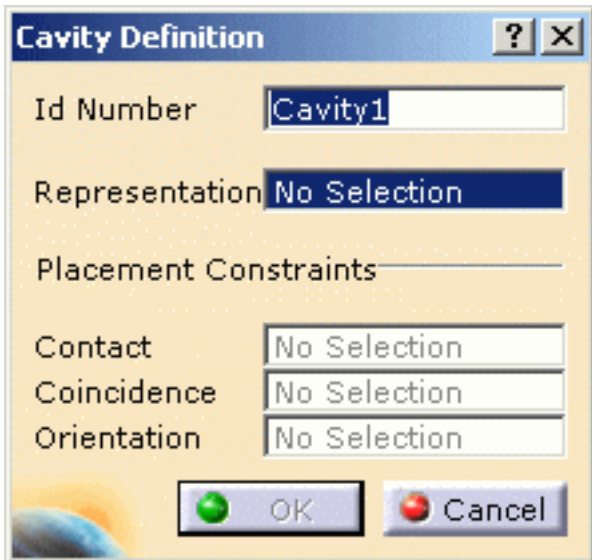 Cavity Definition ?
Id Number Cavity1
Representation No Selection
Placement Constraints
Contact No Selection
Coincidence No Selection
Orientation No Selection
OK Cancel